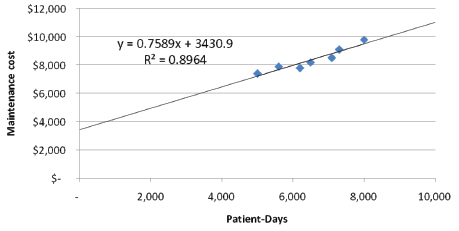 $12,000
$10,000
y = 0.7589x + 3430.9
R² = 0.8964
$8,000
$6,000
$4,000
$2,000
$-
Maintenance cost
- 2,000 4,000 6,000 8,000 10,000
Patient-Days